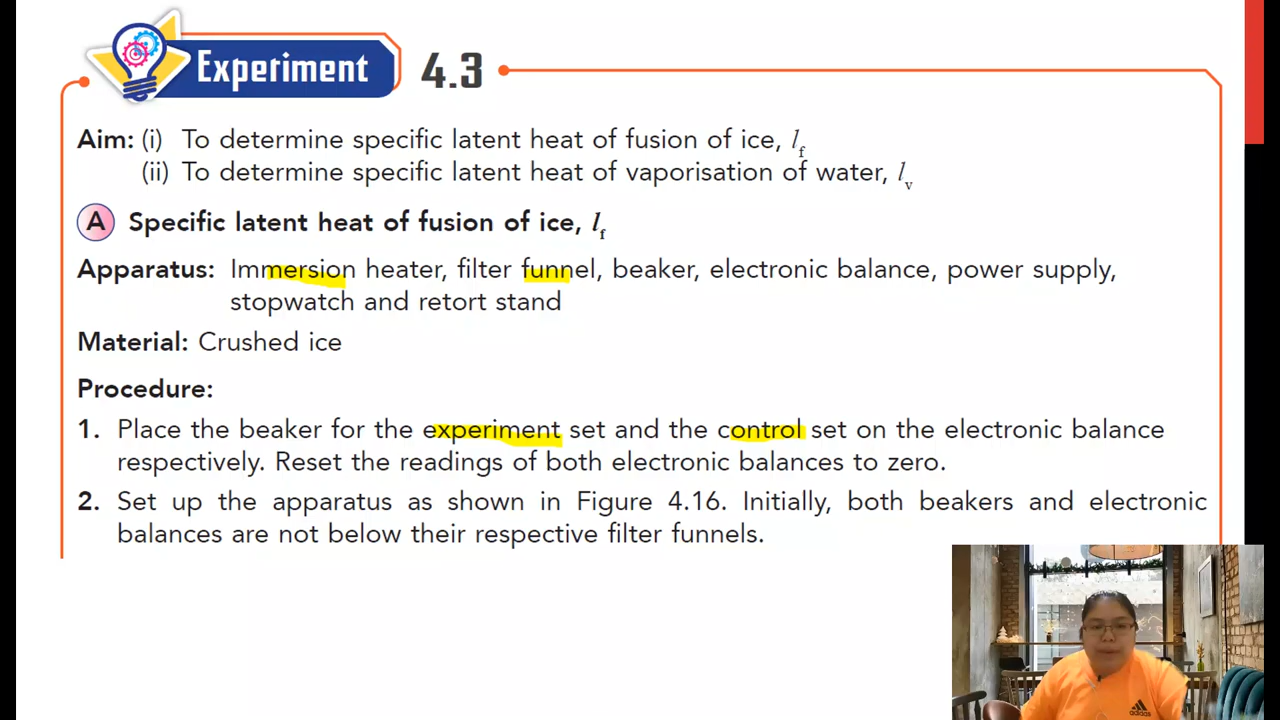 Experiment 4.3
Aim: (i) To determine specific latent heat of fusion of ice, lf
(ii) To determine specific latent heat of vaporisation of water, lv
A Specific latent heat of fusion of ice, lf
Apparatus: Immersion heater, filter funnel, beaker, electronic balance, power supply,
stopwatch and retort stand
Material: Crushed ice
Procedure:
1. Place the beaker for the experiment set and the control set on the electronic balance
respectively. Reset the readings of both electronic balances to zero.
2. Set up the apparatus as shown in Figure 4.16. Initially, both beakers and electronic
balances are not below their respective filter funnels.
adidas